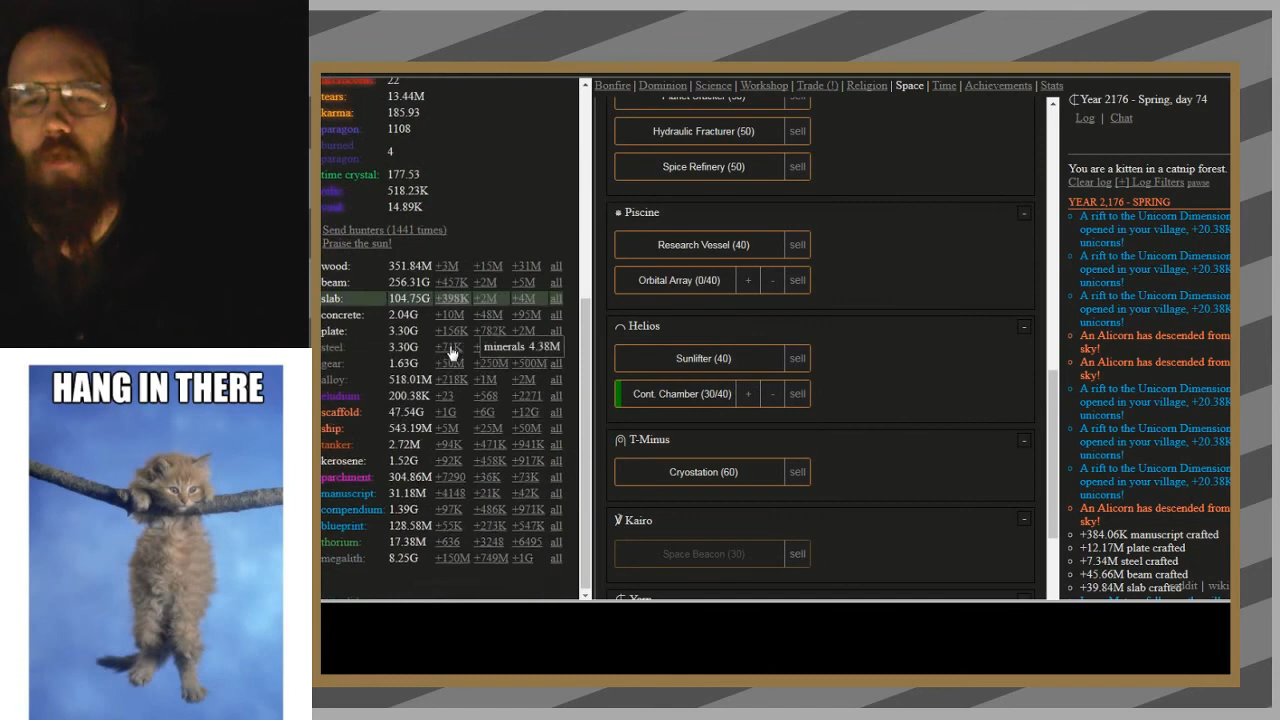 HANG IN THERE
22
tears: 13.44M
karma: 185.93
paragon: 1108
burned
paragon: 4
time crystal: 177.53
518.23K
14.89K
Send hunters (1441 times)
Praise the sun!
wood: 351.84M +3M +15M +31M all
beam: 256.31G +457K +2M +5M all
slab: 104.75G +398K +2M +4M all
concrete: 2.04G +10M +48M +95M all
plate: 3.30G +156K +782K +2M all
steel: 3.30G +71K minerals 4.38M
gear: 1.63G +250M +500M all
alloy: 518.01M +218K +1M +2M all
eludium: 200.38K +23 +568 +2271 all
scaffold: 47.54G +1G +6G +12G all
ship: 543.19M +5M +25M +50M all
tanker: 2.72M +94K +471K +941K all
kerosene: 1.52G +92K +458K +917K all
parchment: 304.86M +7290 +36K +73K all
manuscript: 31.18M +4148 +21K +42K all
compendium: 1.39G +97K +486K +971K all
blueprint: 128.58M +55K +273K +547K all
thorium: 17.38M +636 +3248 +6495 all
megalith: 8.25G +150M +749M +1G all
Bonfire | Dominion | Science | Workshop | Trade (!) | Religion | Space | Time | Achievements | Stats
Hydraulic Fracturer (50) sell
Spice Refinery (50) sell
Piscine -
Research Vessel (40) sell
Orbital Array (0/40) + - sell
Helios -
Sunlifter (40) sell
Cont. Chamber (30/40) + - sell
T-Minus -
Cryostation (60) sell
Kairo -
Space Beacon (30) sell
Yarn
Year 2176 - Spring, day 74
Log | Chat
You are a kitten in a catnip forest.
Clear log [+] Log Filters pawse
YEAR 2,176 - SPRING
A rift to the Unicorn Dimension
opened in your village, +20.38K
unicorns!
A rift to the Unicorn Dimension
opened in your village, +20.38K
unicorns!
A rift to the Unicorn Dimension
opened in your village, +20.38K
unicorns!
An Alicorn has descended from
sky!
An Alicorn has descended from
sky!
A rift to the Unicorn Dimension
opened in your village, +20.38K
unicorns!
A rift to the Unicorn Dimension
opened in your village, +20.38K
unicorns!
A rift to the Unicorn Dimension
opened in your village, +20.38K
unicorns!
An Alicorn has descended from
sky!
+384.06K manuscript crafted
+12.17M plate crafted
+7.34M steel crafted
+45.66M beam crafted
+39.84M slab crafted
| wiki